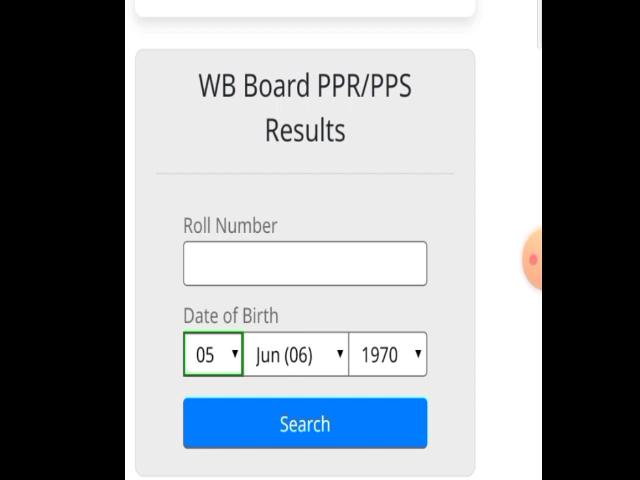 WB Board PPR/PPS
Results
Roll Number
Date of Birth
05 Jun (06) 1970
Search